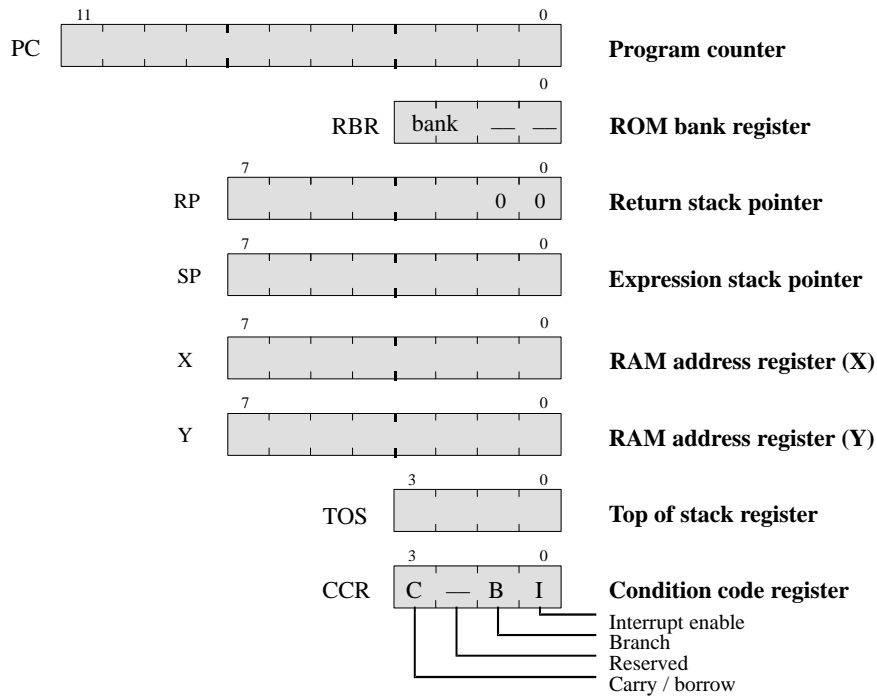 11 0
PC Program counter
0
RBR bank — — ROM bank register
7 0
RP 0 0 Return stack pointer
7 0
SP Expression stack pointer
7 0
X RAM address register (X)
7 0
Y RAM address register (Y)
3 0
TOS Top of stack register
3 0
CCR C — B I Condition code register
Interrupt enable
Branch
Reserved
Carry / borrow